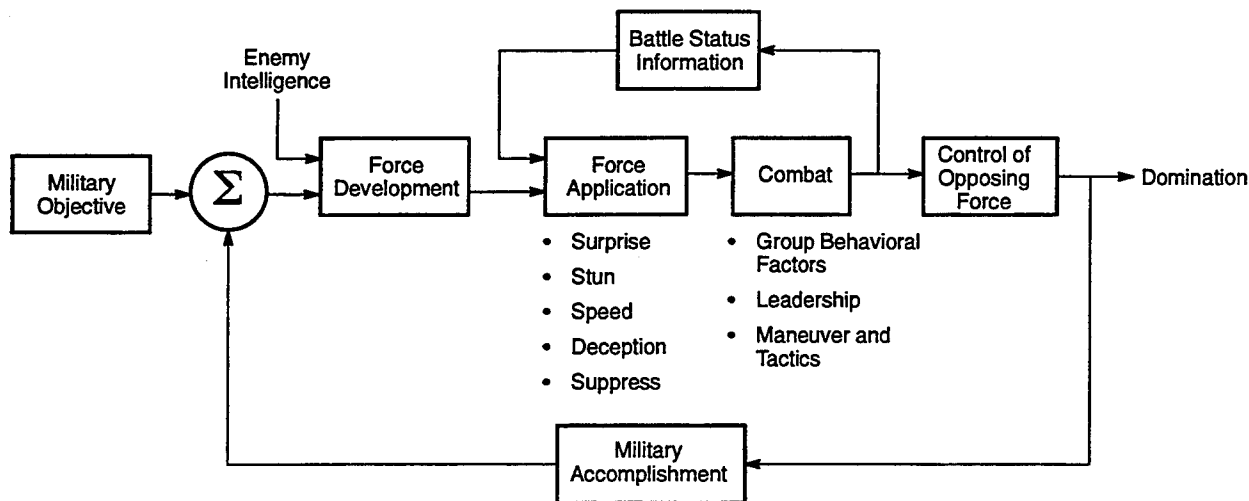 Battle Status
Information
Enemy
Intelligence
Military
Objective
Σ
Force
Development
Force
Application
Combat
Control of
Opposing
Force
Domination
• Surprise
• Stun
• Speed
• Deception
• Suppress
• Group Behavioral
Factors
• Leadership
• Maneuver and
Tactics
Military
Accomplishment